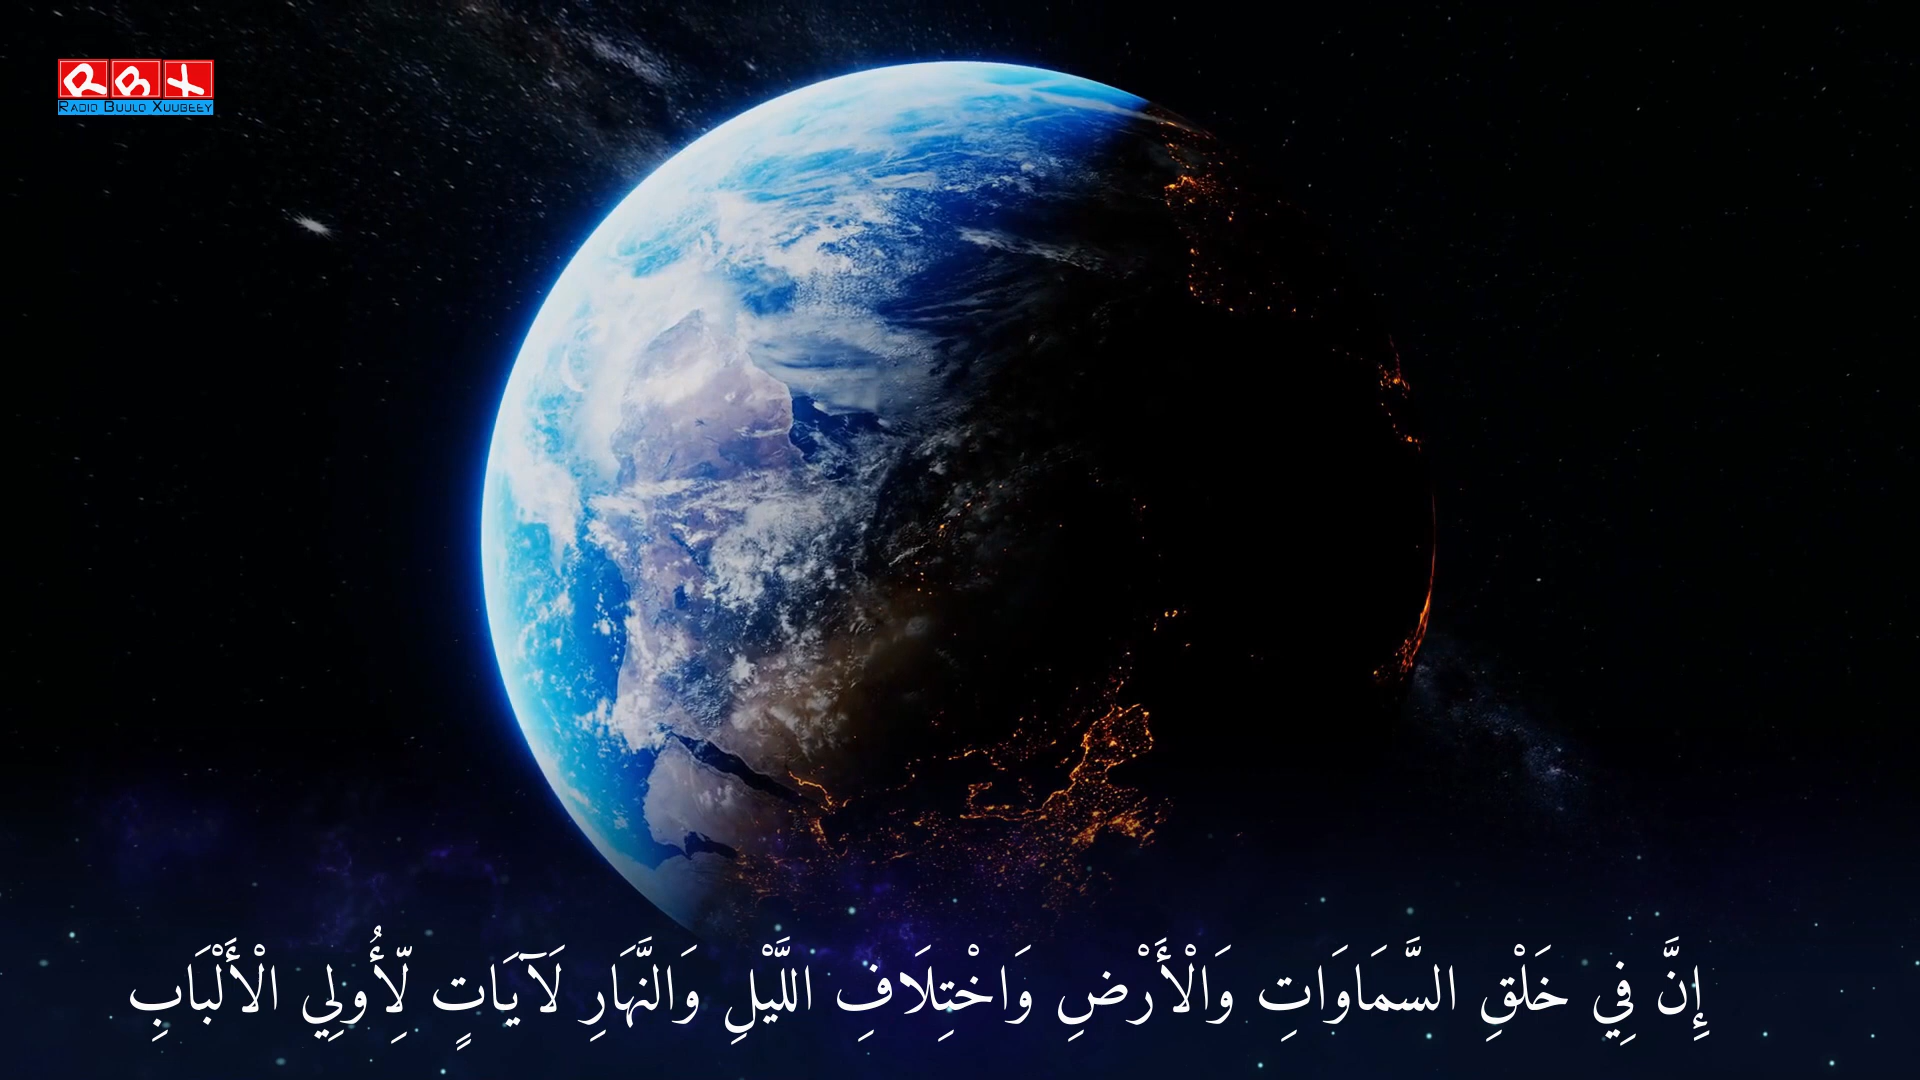 RBX
Radio Buulo Xuubeey
إِنَّ فِي خَلْقِ السَّمَاوَاتِ وَالْأَرْضِ وَاخْتِلَافِ اللَّيْلِ وَالنَّهَارِ لَآيَاتٍ لِّأُولِي الْأَلْبَابِ